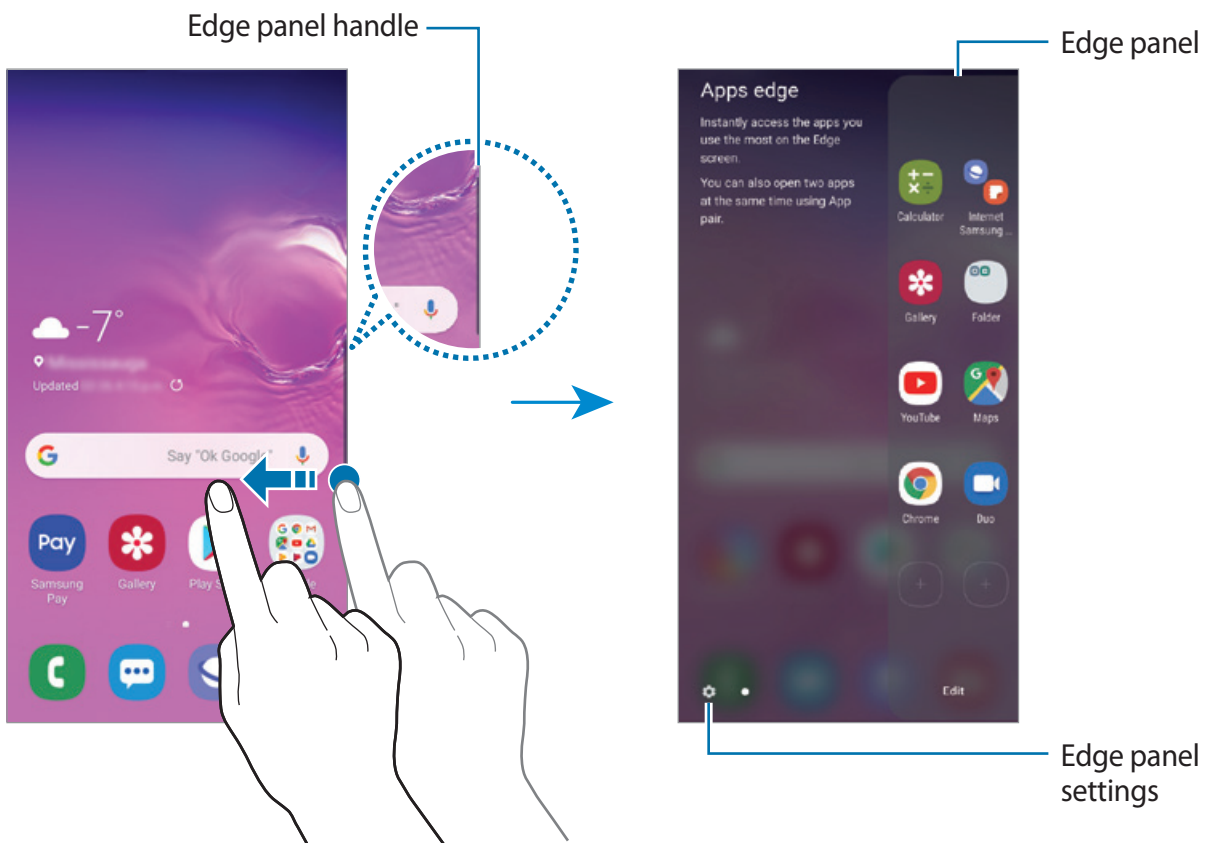 Edge panel handle
-7°
Updated
G
Say "Ok Google"
Pay
Samsung
Pay
Gallery
Play
Edge panel
Apps edge
Instantly access the apps you
use the most on the Edge
screen.
You can also open two apps
at the same time using App
pair.
Calculator
Internet
Samsung ...
Gallery
Folder
YouTube
G
Maps
Chrome
Duo
Edit
Edge panel
settings